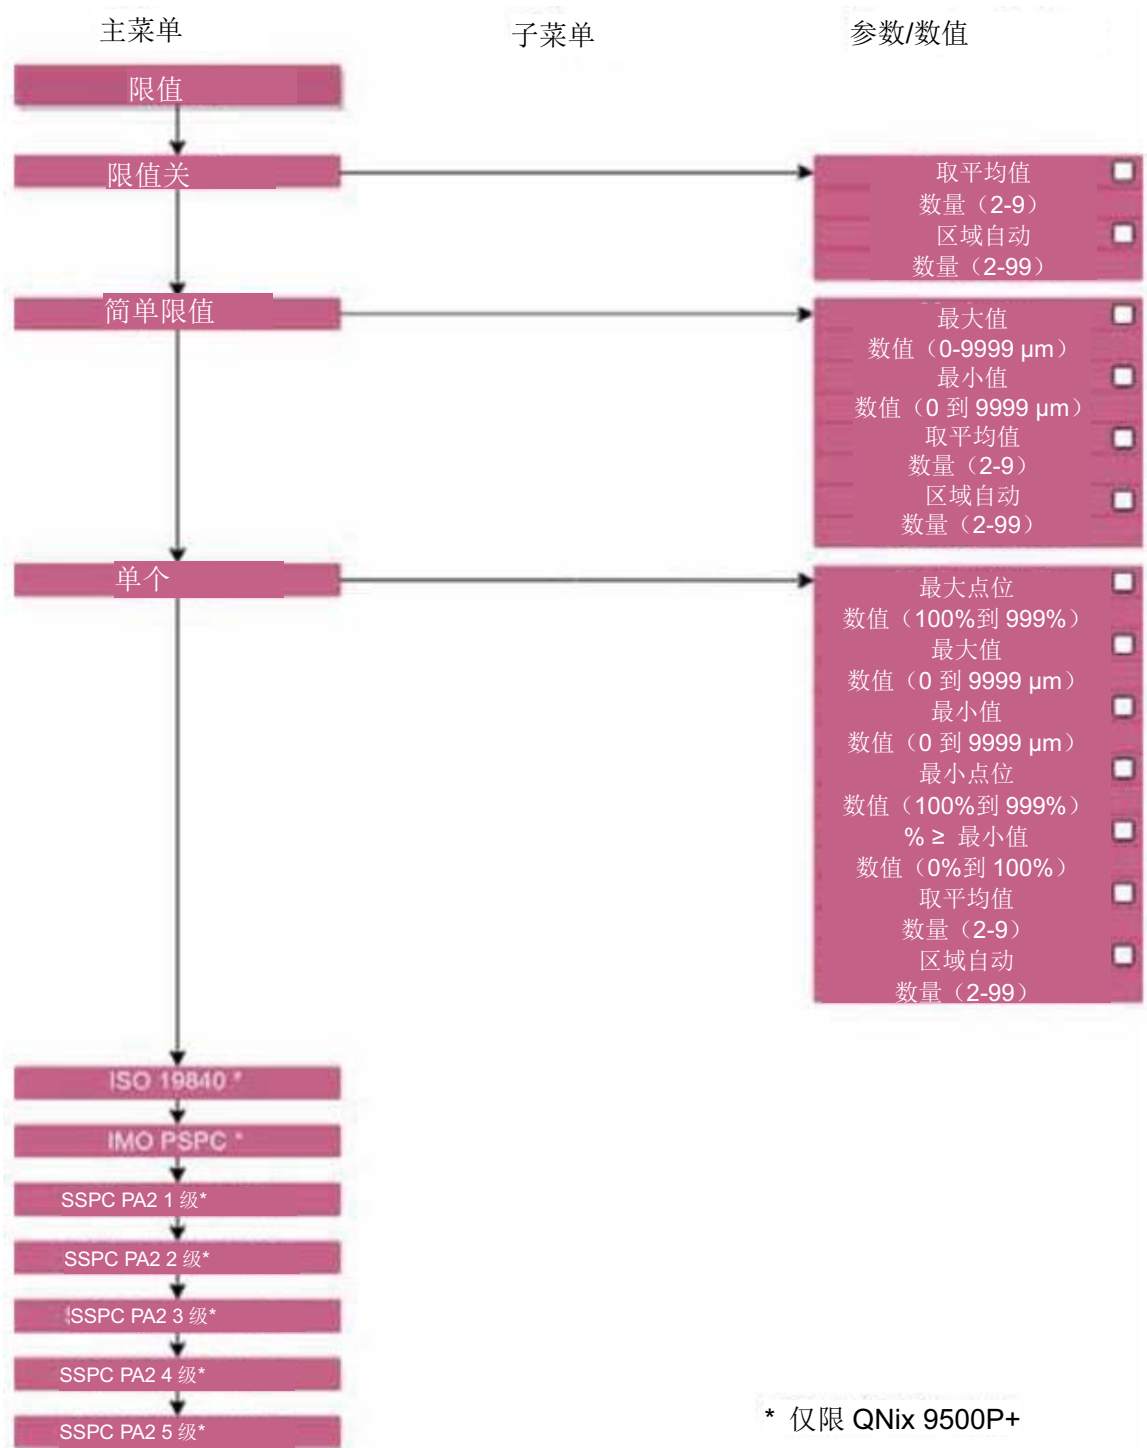 主菜单
子菜单
参数/数值
限值
限值关
取平均值
数量（2-9）
区域自动
数量（2-99）
简单限值
最大值
数值（0-9999 μm）
最小值
数值（0 到 9999 μm）
取平均值
数量（2-9）
区域自动
数量（2-99）
单个
最大点位
数值（100%到 999%）
最大值
数值（0 到 9999 μm）
最小值
数值（0 到 9999 μm）
最小点位
数值（100%到 999%）
% ≥ 最小值
数值（0%到 100%）
取平均值
数量（2-9）
区域自动
数量（2-99）
ISO 19840 *
IMO PSPC *
SSPC PA2 1 级*
SSPC PA2 2 级*
SSPC PA2 3 级*
SSPC PA2 4 级*
SSPC PA2 5 级*
* 仅限 QNix 9500P+